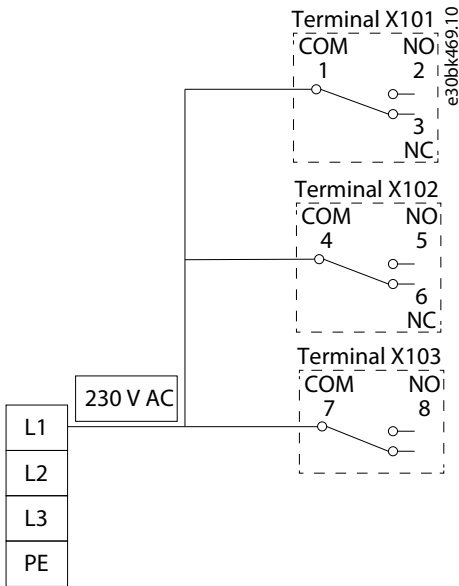 Terminal X101
COM NO
1 2
3
NC
e30bk469.10
Terminal X102
COM NO
4 5
6
NC
Terminal X103
COM NO
7 8
230 V AC
L1
L2
L3
PE